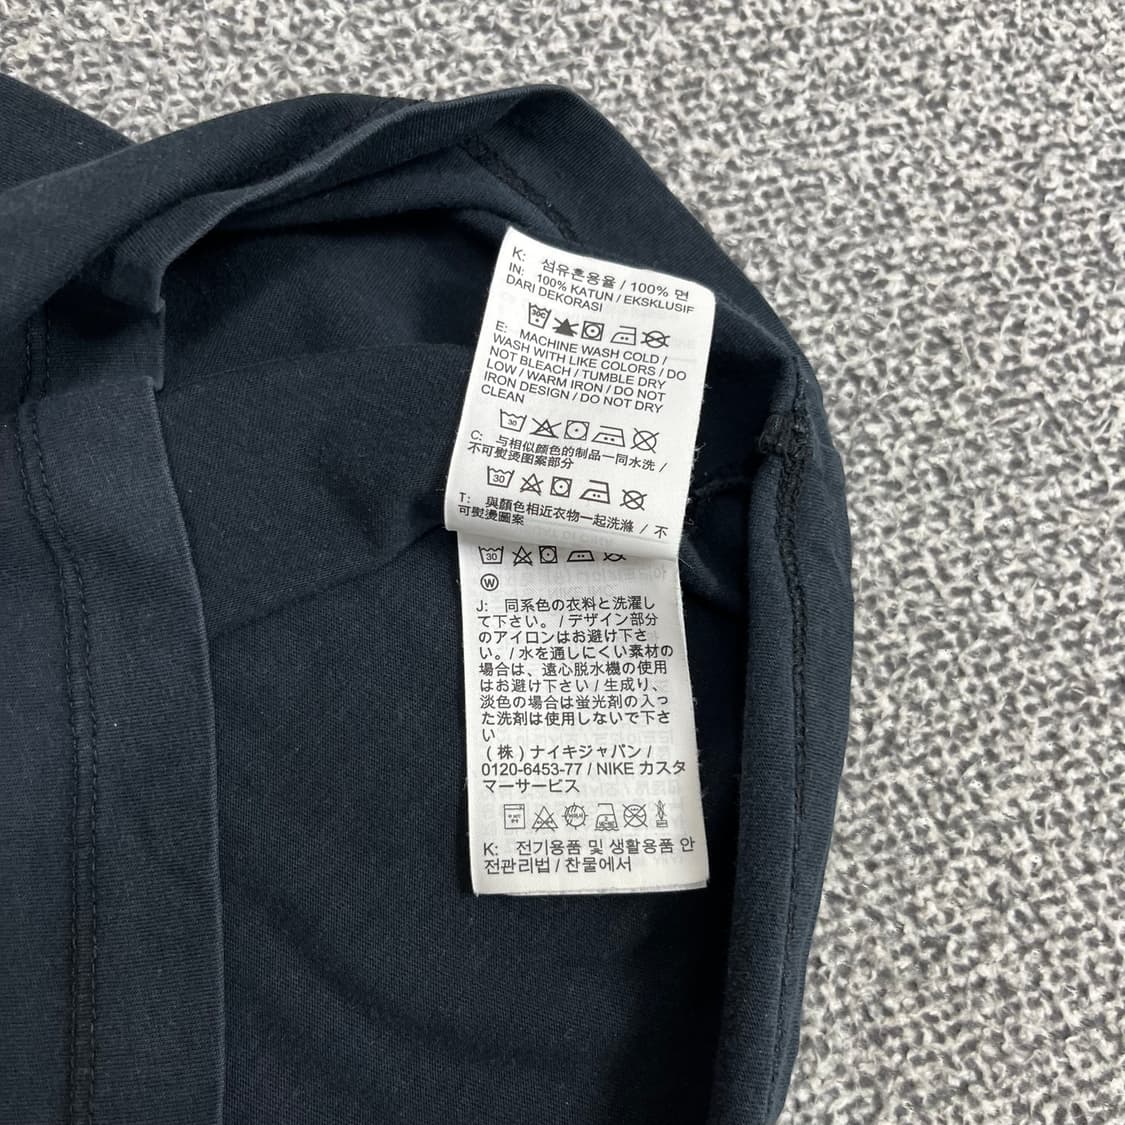 K: 섬유혼용율 / 100% 면
IN: 100% KATUN / EKSKLUSIF
DARI DEKORASI
E: MACHINE WASH COLD /
WASH WITH LIKE COLORS / DO
NOT BLEACH / TUMBLE DRY
LOW / WARM IRON / DO NOT
IRON DESIGN / DO NOT DRY
CLEAN
30
C: 与相似颜色的制品一同水洗 /
不可熨烫图案部分
30
T: 與顏色相近衣物一起洗滌 / 不
可熨燙圖案
30
W
J: 同系色の衣料と洗濯し
て下さい。/ デザイン部分
のアイロンはお避け下さ
い。/ 水を通しにくい素材の
場合は、遠心脱水機の使用
はお避け下さい / 生成り、
淡色の場合は蛍光剤の入っ
た洗剤は使用しないで下さ
い
(株) ナイキジャパン /
0120-6453-77 / NIKE カスタ
マーサービス
K: 전기용품 및 생활용품 안
전관리법 / 찬물에서